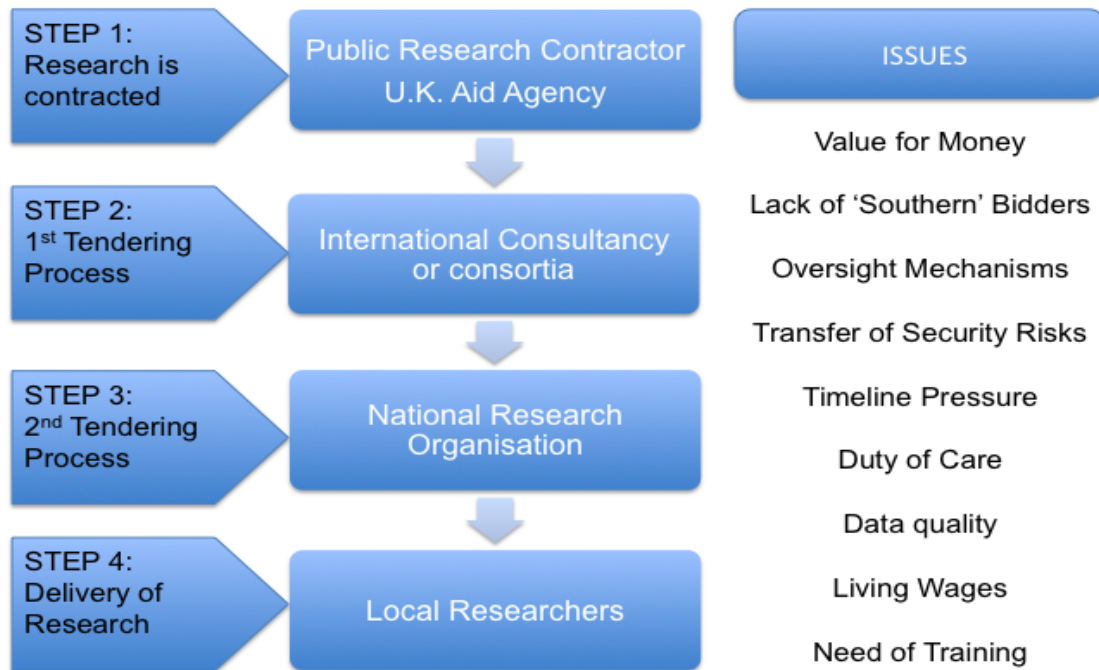 STEP 1:
Research is
contracted
Public Research Contractor
U.K. Aid Agency
STEP 2:
1st Tendering
Process
International Consultancy
or consortia
STEP 3:
2nd Tendering
Process
National Research
Organisation
STEP 4:
Delivery of
Research
Local Researchers
ISSUES
Value for Money
Lack of ‘Southern’ Bidders
Oversight Mechanisms
Transfer of Security Risks
Timeline Pressure
Duty of Care
Data quality
Living Wages
Need of Training